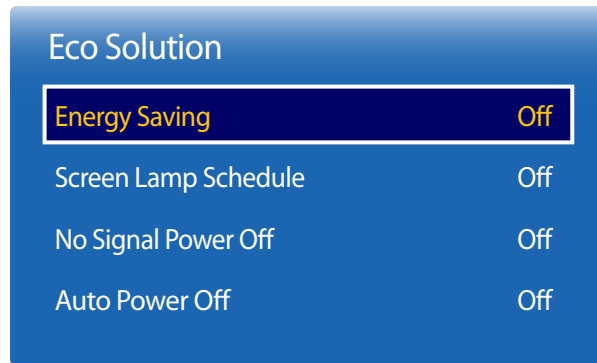 Eco Solution
Energy Saving Off
Screen Lamp Schedule Off
No Signal Power Off Off
Auto Power Off Off